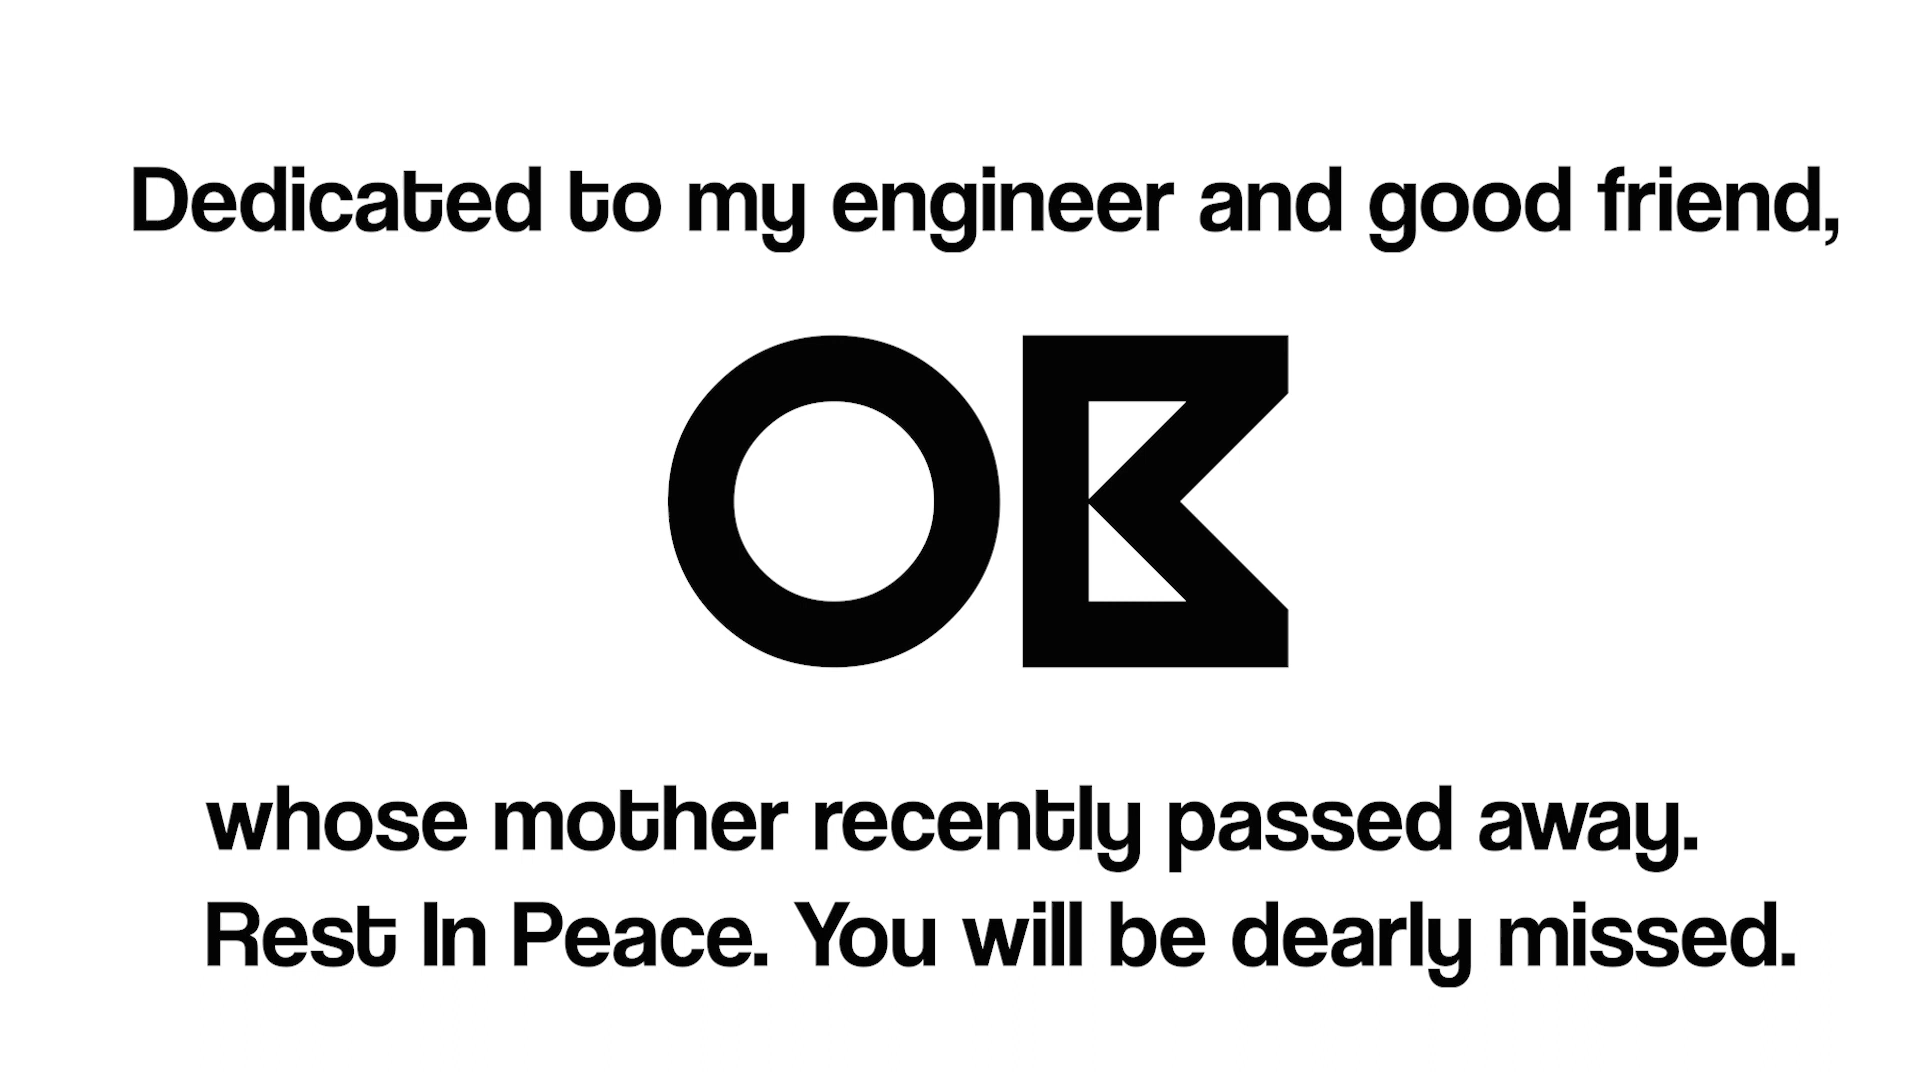 Dedicated to my engineer and good friend,
OK
whose mother recently passed away.
Rest In Peace. You will be dearly missed.